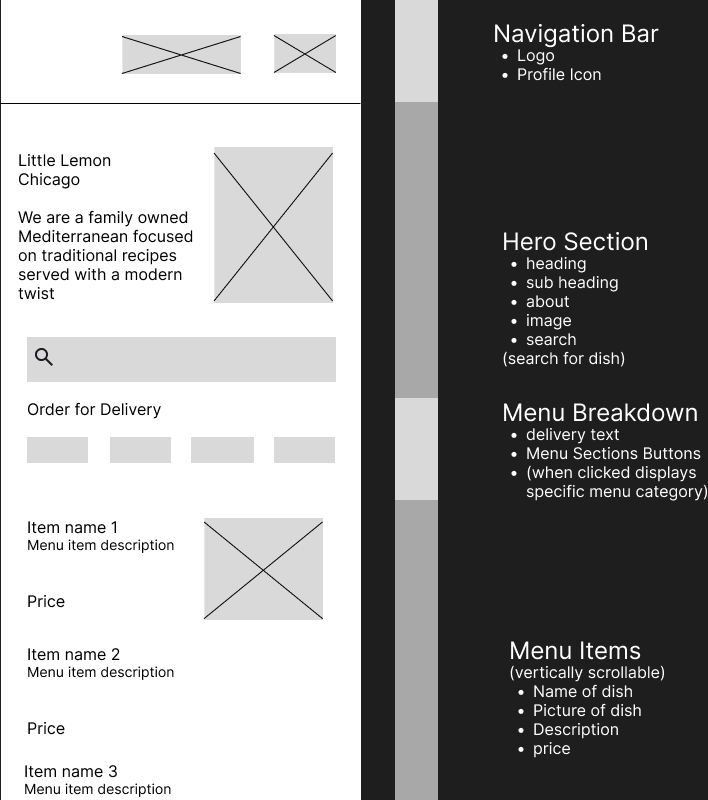 Little Lemon
Chicago
We are a family owned
Mediterranean focused
on traditional recipes
served with a modern
twist
Order for Delivery
Item name 1
Menu item description
Price
Item name 2
Menu item description
Price
Item name 3
Menu item description
Navigation Bar
• Logo
• Profile Icon
Hero Section
• heading
• sub heading
• about
• image
• search
(search for dish)
Menu Breakdown
• delivery text
• Menu Sections Buttons
• (when clicked displays
specific menu category)
Menu Items
(vertically scrollable)
• Name of dish
• Picture of dish
• Description
• price